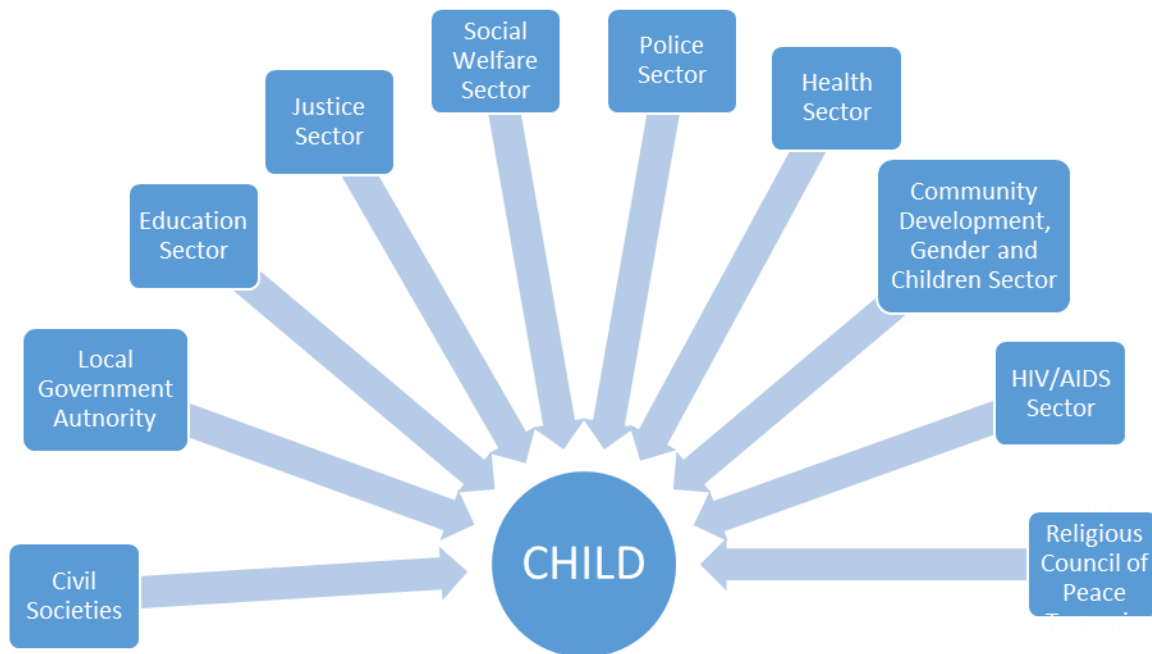 Social
Welfare
Sector
Police
Sector
Health
Sector
Justice
Sector
Community
Development,
Gender and
Children Sector
Education
Sector
Local
Government
Autnority
HIV/AIDS
Sector
Religious
Council of
Peace
Civil
Societies
CHILD